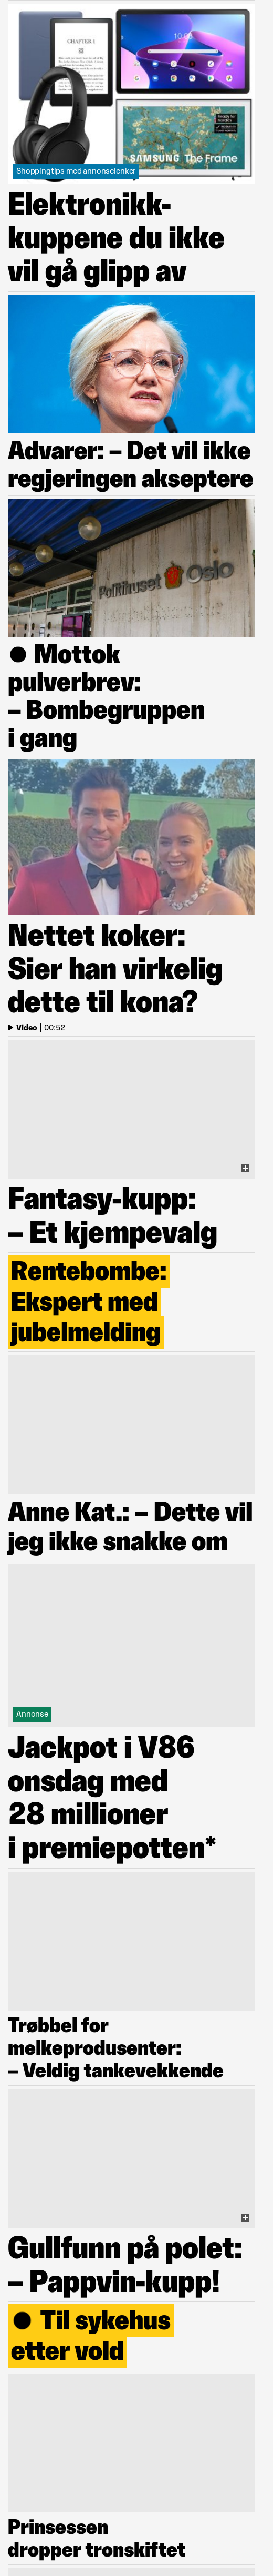 CHAPTER 1
SAMSUNG The Frame
Shoppingtips med annonselenker
Elektronikk-
kuppene du ikke
vil gå glipp av
Advarer: – Det vil ikke
regjeringen akseptere
Politihuset Oslo
● Mottok
pulverbrev:
– Bombegruppen
i gang
Nettet koker:
Sier han virkelig
dette til kona?
Video | 00:52
Fantasy-kupp:
– Et kjempevalg
Rentebombe:
Ekspert med
jubelmelding
Anne Kat.: – Dette vil
jeg ikke snakke om
Annonse
Jackpot i V86
onsdag med
28 millioner
i premiepotten*
Trøbbel for
melkeprodusenter:
– Veldig tankevekkende
Gullfunn på polet:
– Pappvin-kupp!
● Til sykehus
etter vold
Prinsessen
dropper tronskiftet